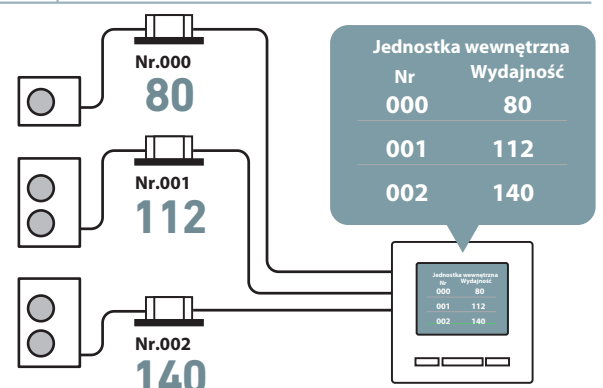 Nr.000
80
Nr.001
112
Nr.002
140
Jednostka wewnętrzna
Nr Wydajność
000 80
001 112
002 140
Jednostka wewnętrzna
Nr Wydajność
000 80
001 112
002 140